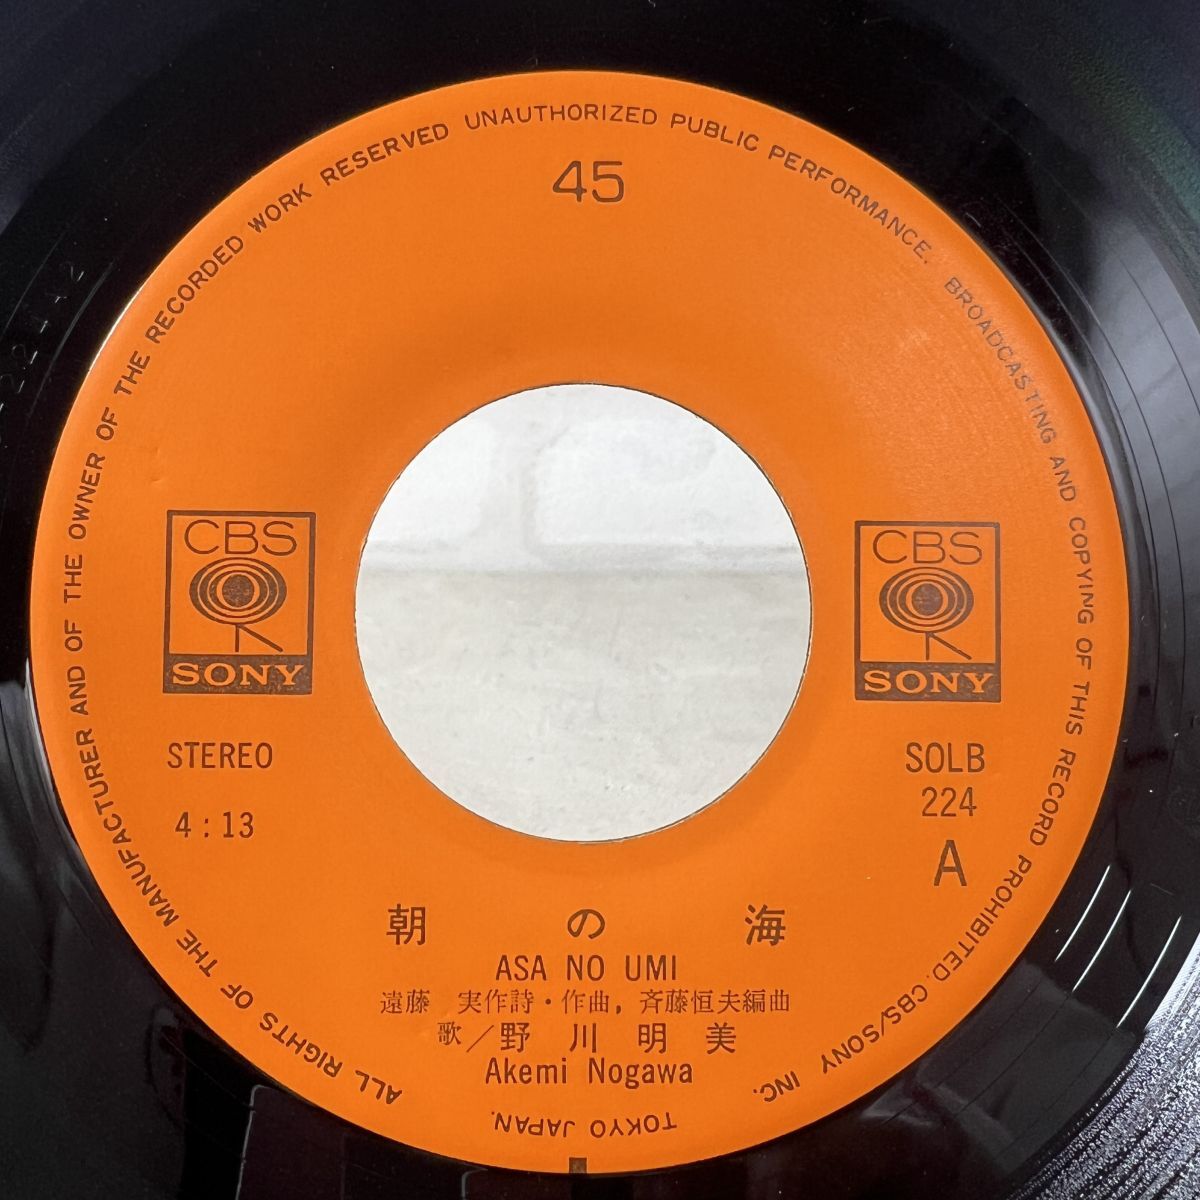 ALL RIGHTS OF THE MANUFACTURER AND OF THE OWNER OF THE RECORDED WORK RESERVED UNAUTHORIZED PUBLIC PERFORMANCE. BROADCASTING AND COPYING OF THIS RECORD PROHIBITED. CBS/SONY INC.
TOKYO JAPAN.
45
CBS
SONY
CBS
SONY
STEREO
4:13
SOLB
224
A
朝の海
ASA NO UMI
遠藤 実作詩・作曲, 斉藤恒夫編曲
歌/野川明美
Akemi Nogawa